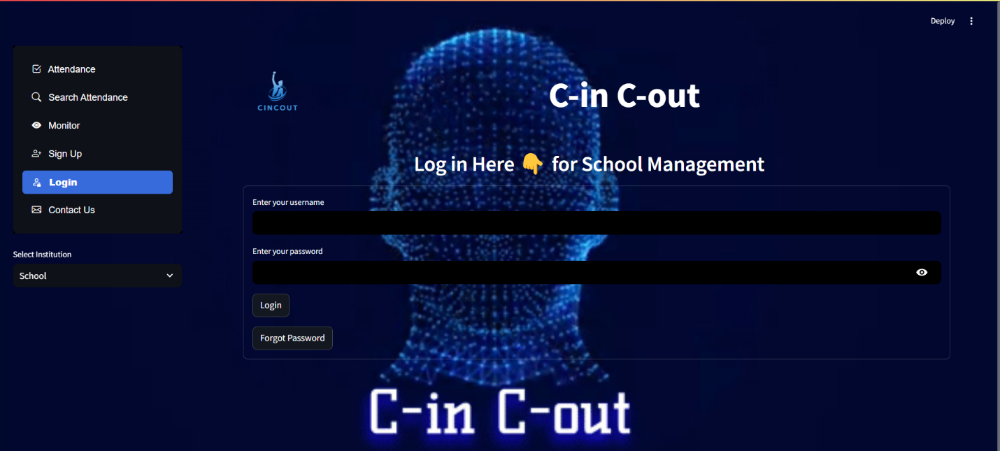 Deploy
Attendance
Search Attendance
Monitor
Sign Up
Login
Contact Us
Select Institution
School
CINCOUT
C-in C-out
Log in Here 👇 for School Management
Enter your username
Enter your password
Login
Forgot Password
C-in C-out